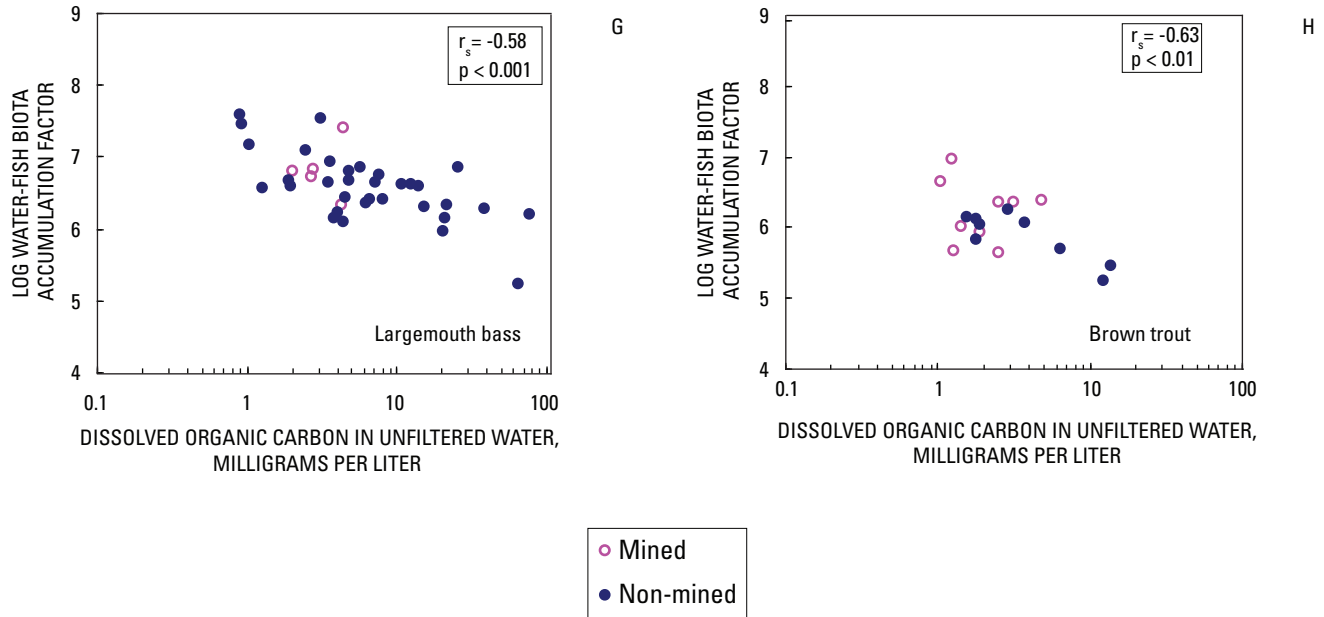 G
LOG WATER-FISH BIOTA
ACCUMULATION FACTOR
9
8
7
6
5
4
rs= -0.58
p < 0.001
Largemouth bass
0.1 1 10 100
DISSOLVED ORGANIC CARBON IN UNFILTERED WATER,
MILLIGRAMS PER LITER
H
LOG WATER-FISH BIOTA
ACCUMULATION FACTOR
9
8
7
6
5
4
rs= -0.63
p < 0.01
Brown trout
0.1 1 10 100
DISSOLVED ORGANIC CARBON IN UNFILTERED WATER,
MILLIGRAMS PER LITER
Mined
Non-mined